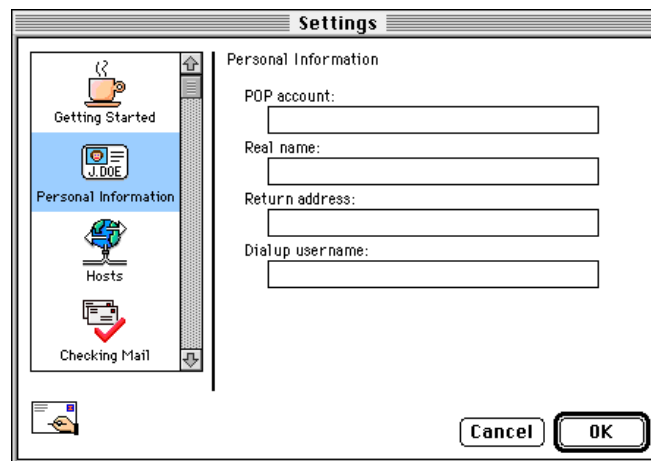 Settings
Getting Started
J.DOE
Personal Information
Hosts
Checking Mail
Personal Information
POP account:
Real name:
Return address:
Dialup username:
Cancel
OK